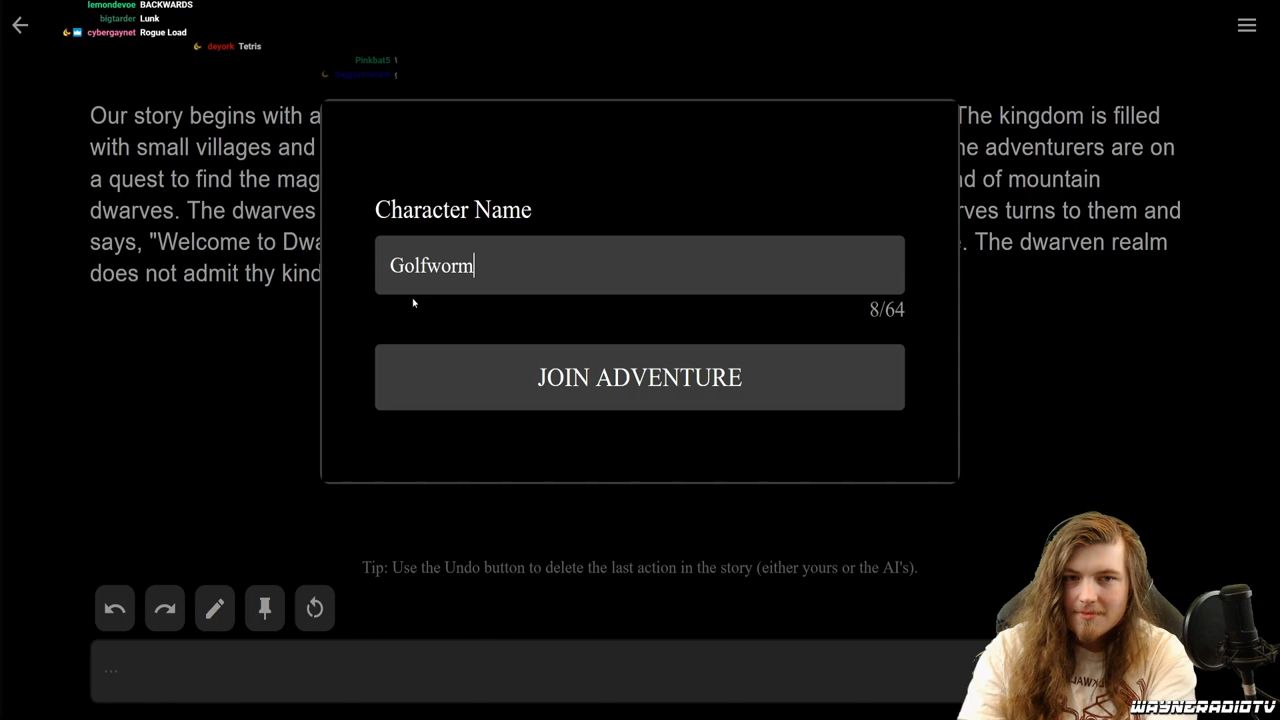 lemondevoe BACKWARDS
bigtarder Lunk
cybergaynet Rogue Load
deyork Tetris
Pinkbat5
Our story begins with a
The kingdom is filled
with small villages and
he adventurers are on
a quest to find the mag
nd of mountain
dwarves. The dwarves
rves turns to them and
says, "Welcome to Dwa
. The dwarven realm
does not admit thy kind
Character Name
Golfworm
8/64
JOIN ADVENTURE
Tip: Use the Undo button to delete the last action in the story (either yours or the AI's).
...
WAYNERADIOTV